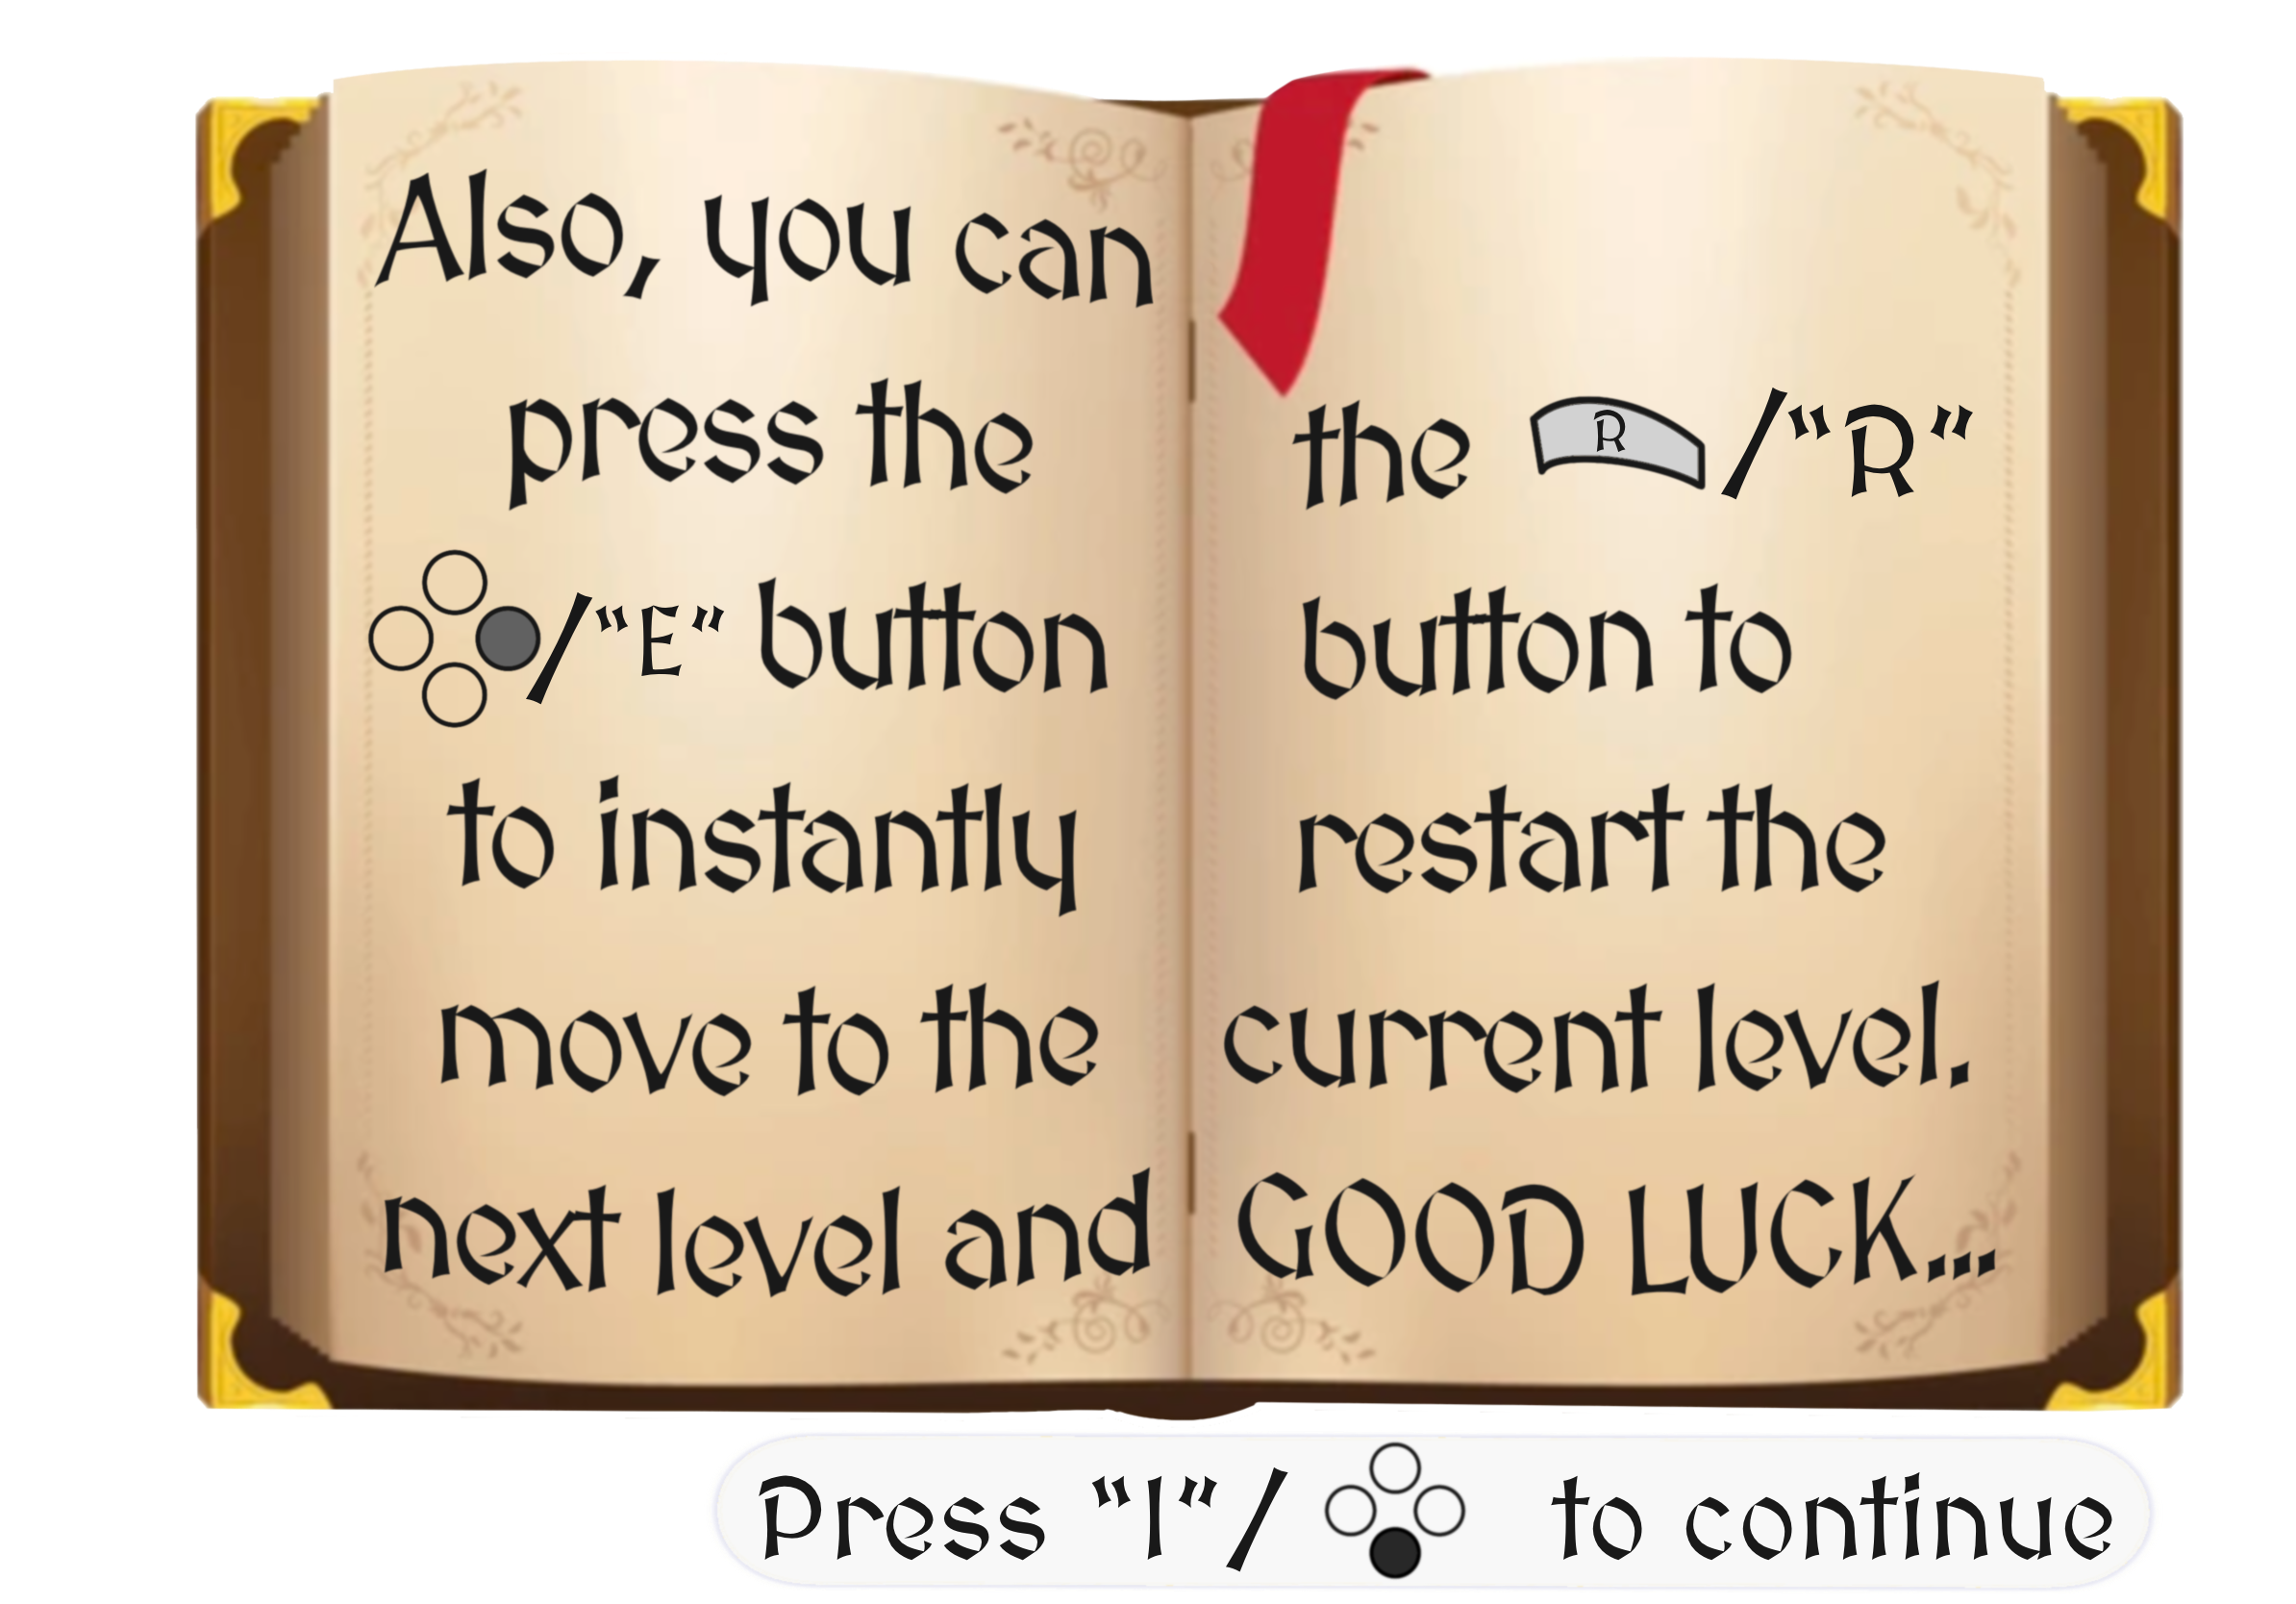 Also, you can
press the
/"E" button
to instantly
move to the
next level and
the R/"R"
button to
restart the
current level.
GOOD LUCK...
Press "I"/ to continue